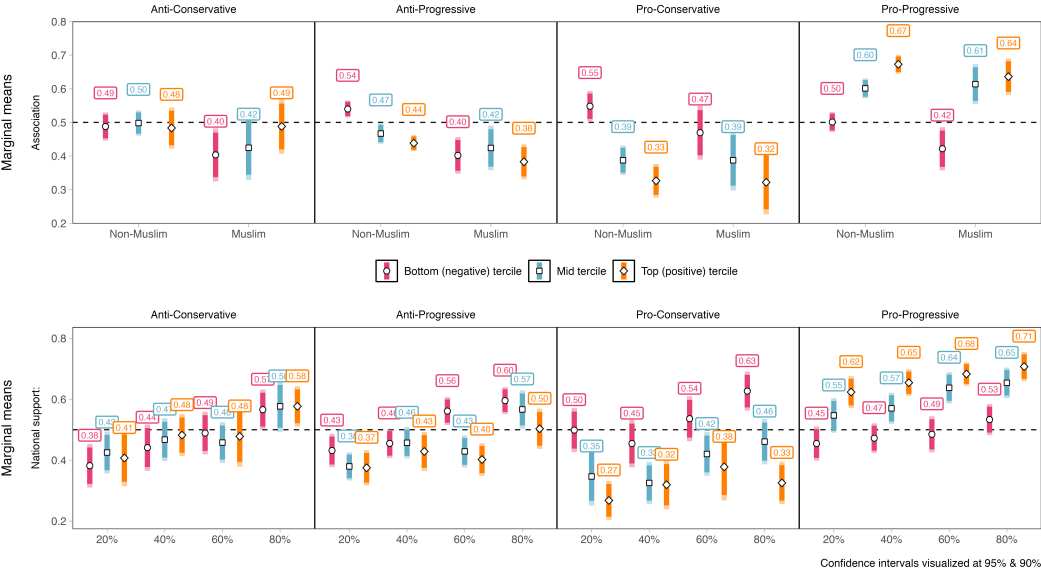 Anti-Conservative Anti-Progressive Pro-Conservative Pro-Progressive
Marginal means
Association
0.8
0.7
0.6
0.5
0.4
0.3
0.2
0.49 0.50 0.48 0.40 0.42 0.49
0.54 0.47 0.44 0.40 0.42 0.38
0.55 0.39 0.33 0.47 0.39 0.32
0.50 0.60 0.67 0.42 0.61 0.64
Non-Muslim Muslim Non-Muslim Muslim Non-Muslim Muslim Non-Muslim Muslim
Bottom (negative) tercile Mid tercile Top (positive) tercile
Anti-Conservative Anti-Progressive Pro-Conservative Pro-Progressive
Marginal means
National support:
0.8
0.6
0.4
0.2
0.38 0.41 0.44 0.48 0.49 0.48 0.58
0.43 0.37 0.46 0.43 0.56 0.43 0.40 0.60 0.57 0.50
0.50 0.35 0.27 0.45 0.32 0.54 0.42 0.38 0.63 0.46 0.33
0.45 0.55 0.62 0.47 0.57 0.65 0.49 0.64 0.68 0.53 0.65 0.71
20% 40% 60% 80% 20% 40% 60% 80% 20% 40% 60% 80% 20% 40% 60% 80%
Confidence intervals visualized at 95% & 90%